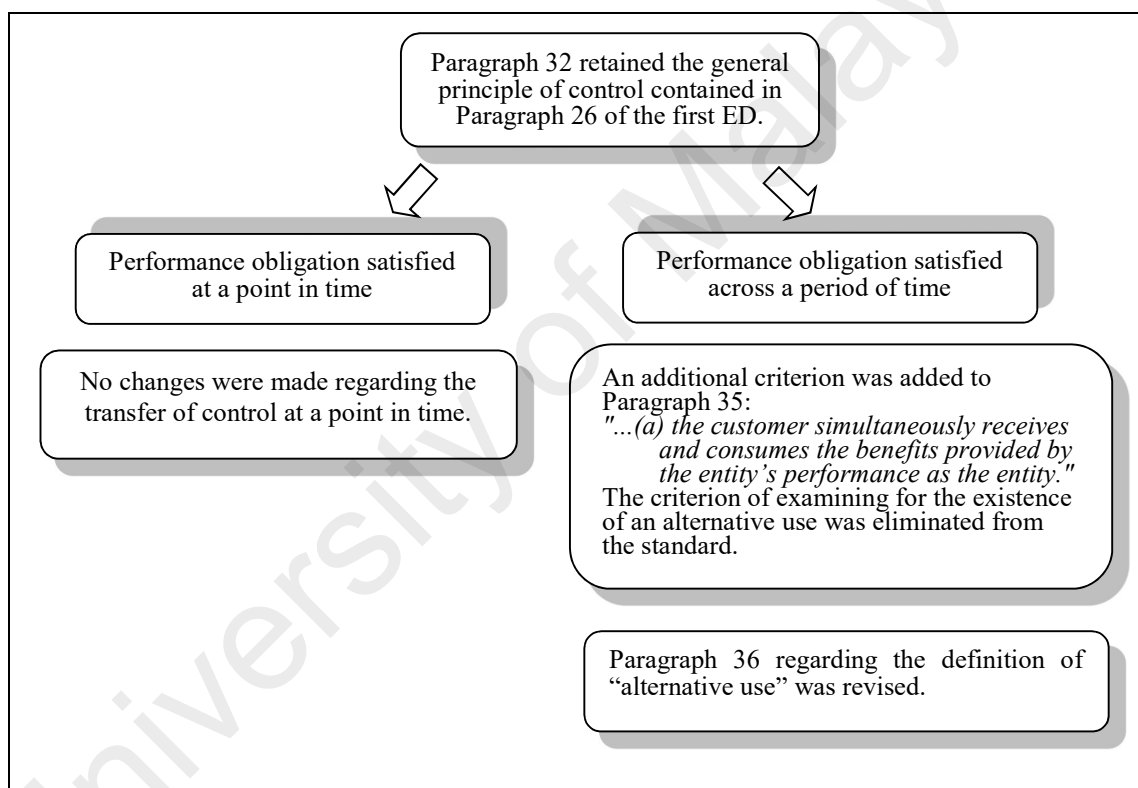 Paragraph 32 retained the general
principle of control contained in
Paragraph 26 of the first ED.
Performance obligation satisfied
at a point in time
Performance obligation satisfied
across a period of time
No changes were made regarding the
transfer of control at a point in time.
An additional criterion was added to
Paragraph 35:
"...(a) the customer simultaneously receives
and consumes the benefits provided by
the entity’s performance as the entity."
The criterion of examining for the existence
of an alternative use was eliminated from
the standard.
Paragraph 36 regarding the definition of
“alternative use” was revised.
University of Malay